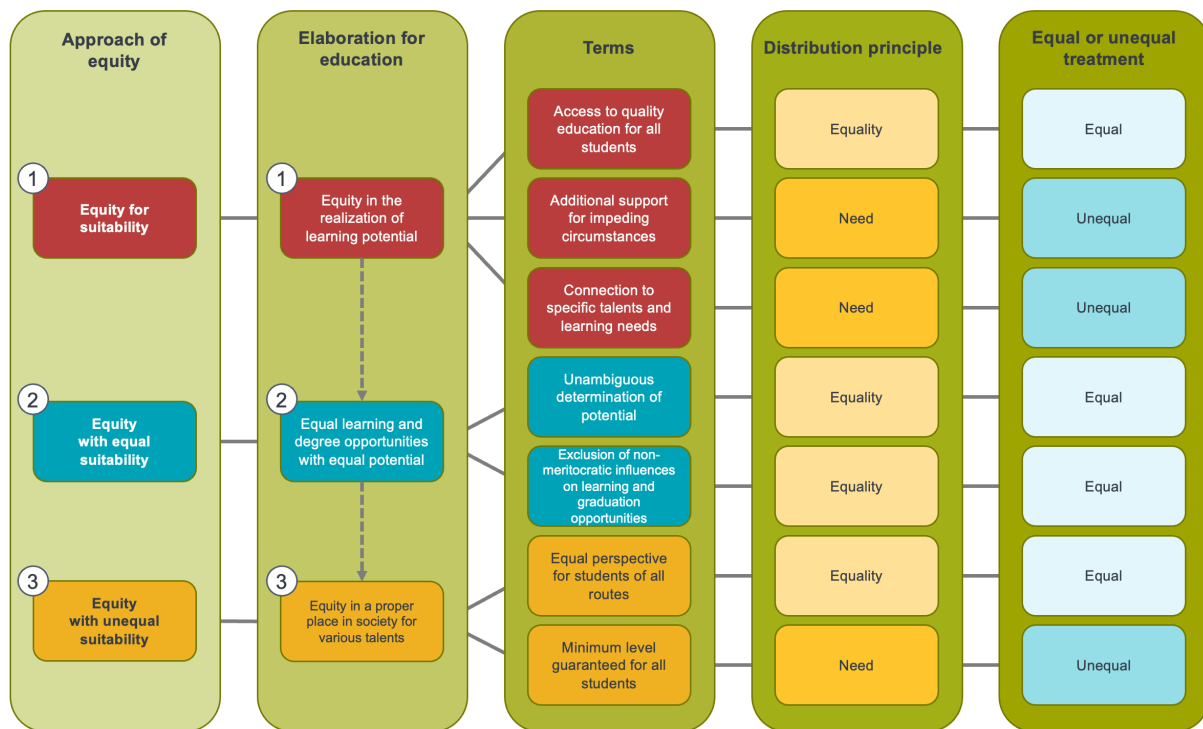 Approach of
equity
Elaboration for
education
Terms
Distribution principle
Equal or unequal
treatment
Access to quality
education for all
students
Equality
Equal
1
Equity for
suitability
1
Equity in the
realization of
learning potential
Additional support
for impeding
circumstances
Need
Unequal
Connection to
specific talents and
learning needs
Need
Unequal
Unambiguous
determination of
potential
Equality
Equal
2
Equity
with equal
suitability
2
Equal learning and
degree opportunities
with equal potential
Exclusion of non-
meritocratic influences
on learning and
graduation
opportunities
Equality
Equal
Equal perspective
for students of all
routes
Equality
Equal
3
Equity
with unequal
suitability
3
Equity in a proper
place in society for
various talents
Minimum level
guaranteed for all
students
Need
Unequal